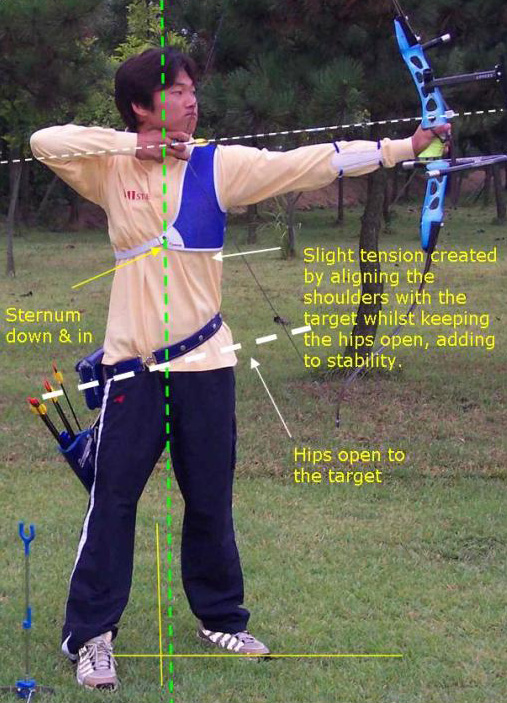 Slight tension created
by aligning the
shoulders with the
target whilst keeping
the hips open, adding
to stability.
Sternum
down & in
Hips open to
the target